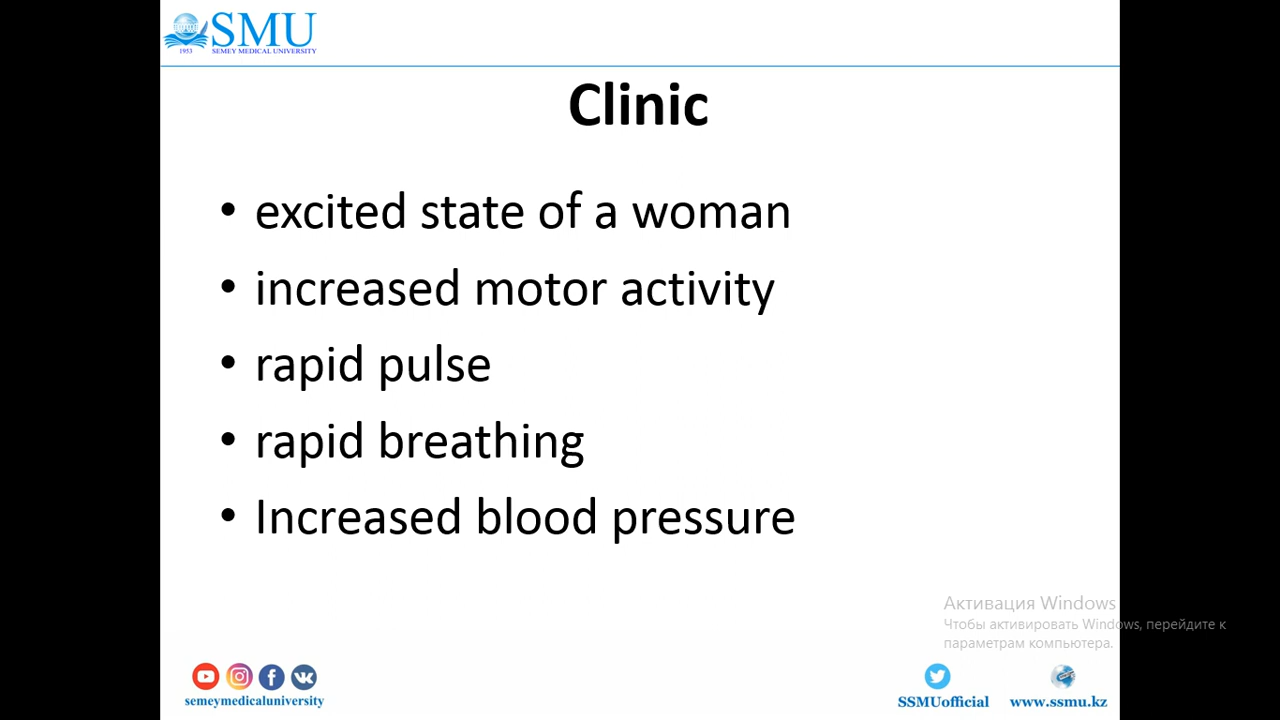 SMU
1953 SEMEY MEDICAL UNIVERSITY
Clinic
• excited state of a woman
• increased motor activity
• rapid pulse
• rapid breathing
• Increased blood pressure
Активация Windows
Чтобы активировать Windows, перейдите к
параметрам компьютера.
semeymedicaluniversity
SSMUofficial
www.ssmu.kz